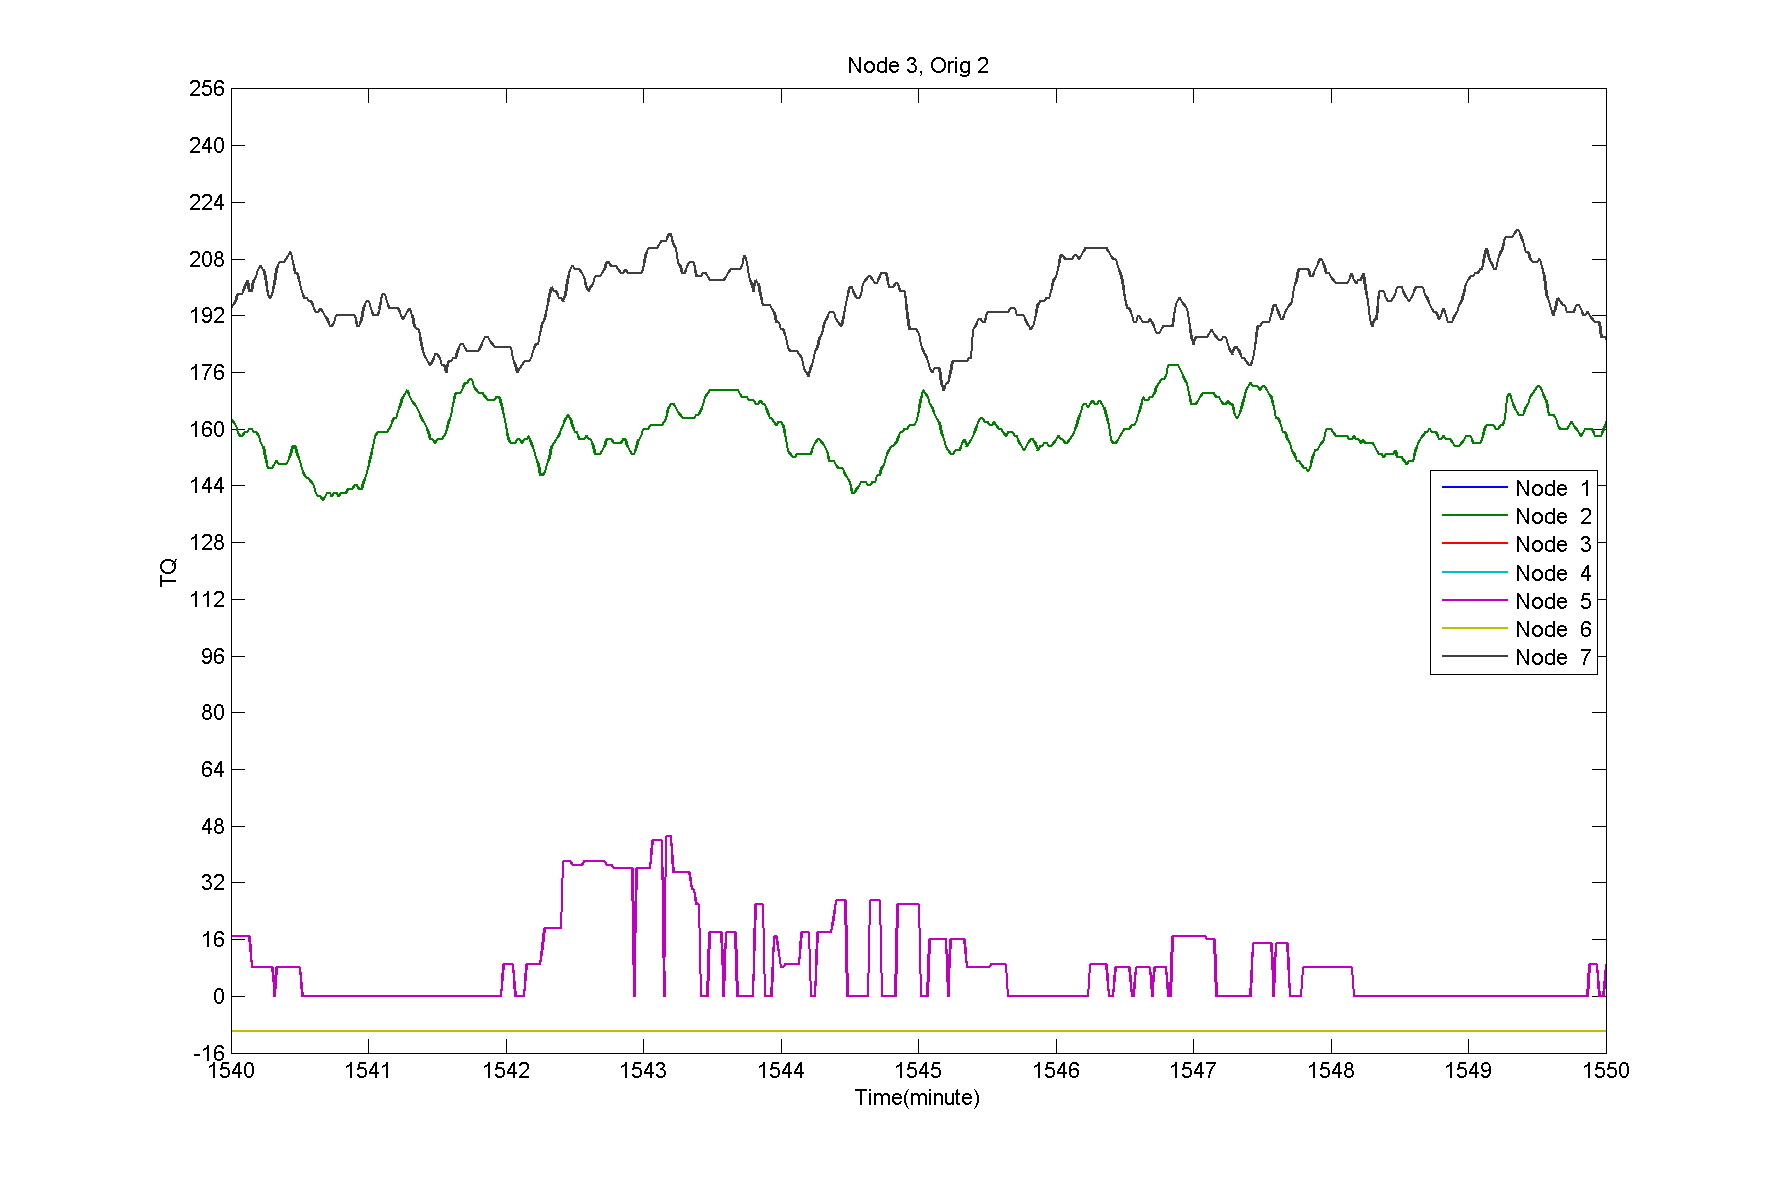 Node 3, Orig 2
256
240
224
208
192
176
160
144
128
112
96
80
64
48
32
16
0
-16
TQ
Node 1
Node 2
Node 3
Node 4
Node 5
Node 6
Node 7
1540 1541 1542 1543 1544 1545 1546 1547 1548 1549 1550
Time(minute)